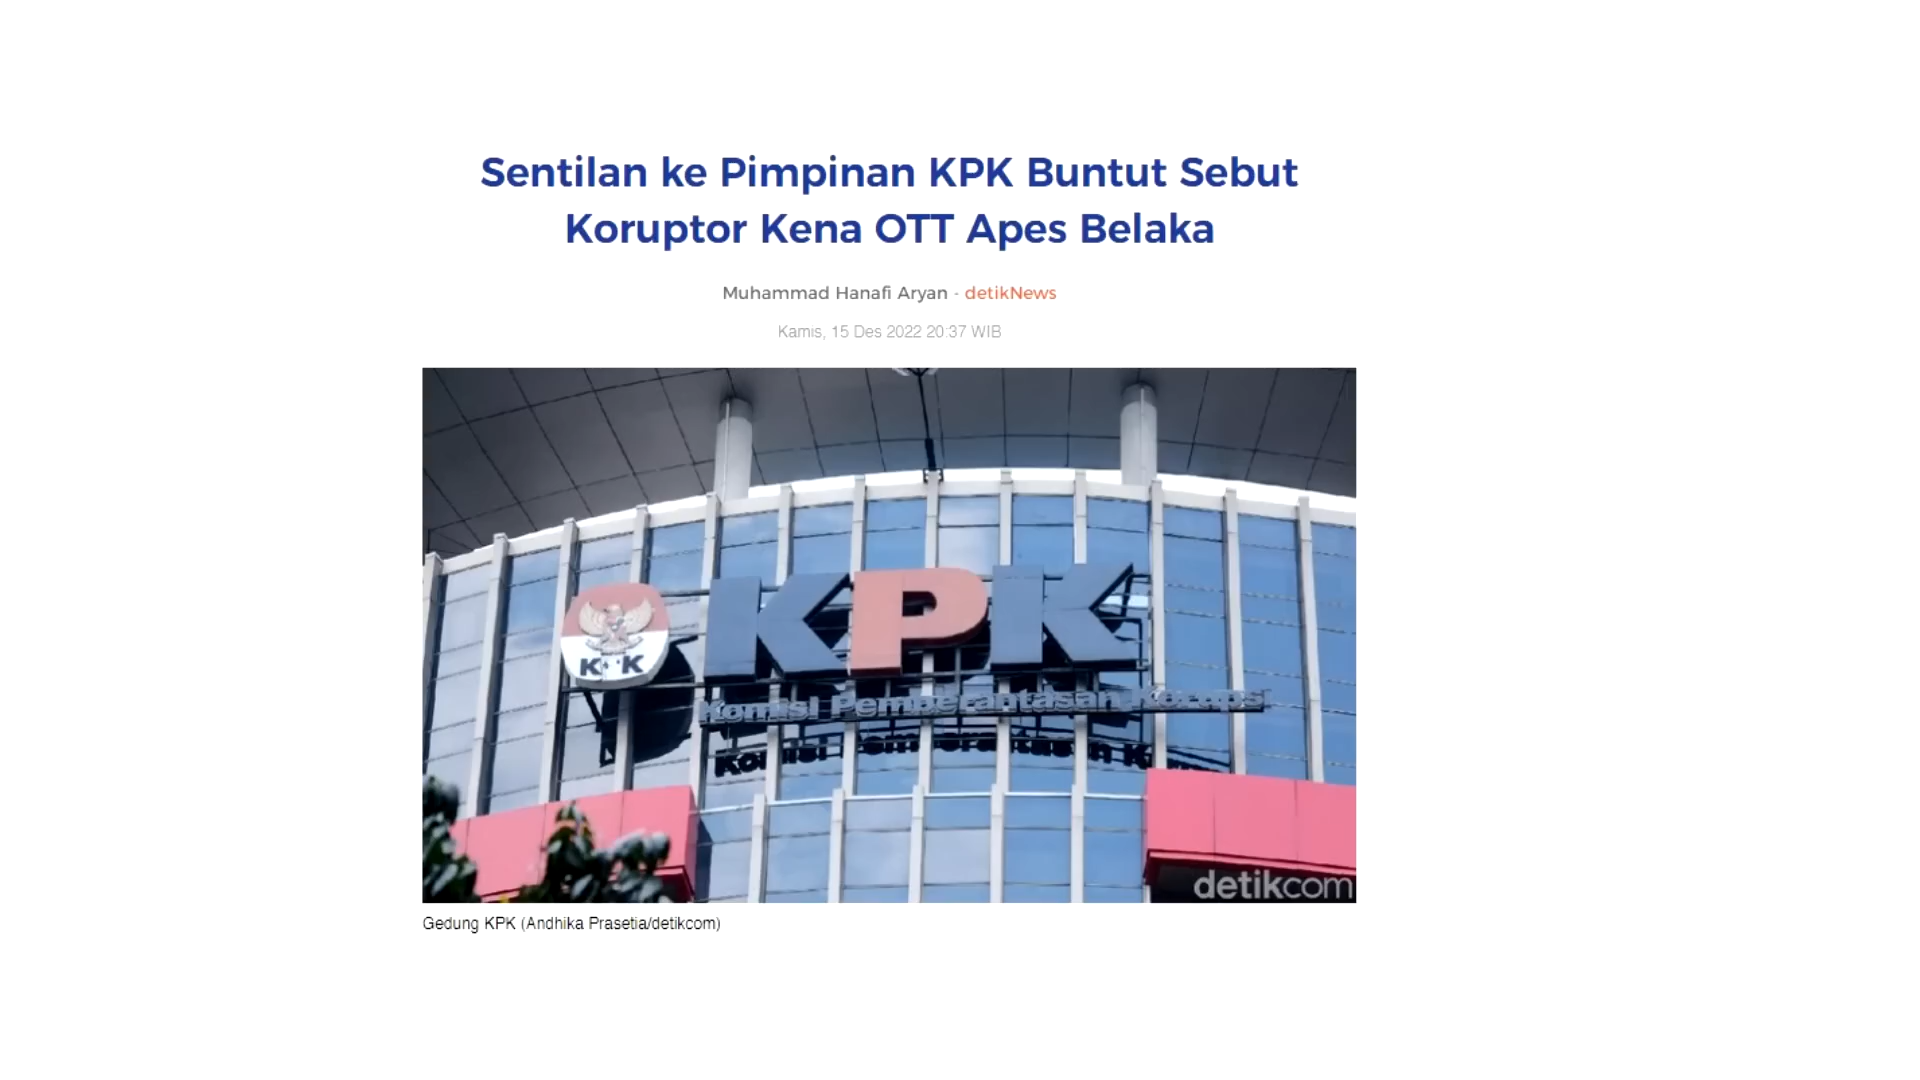 Sentilan ke Pimpinan KPK Buntut Sebut
Koruptor Kena OTT Apes Belaka
Muhammad Hanafi Aryan - detikNews
Kamis, 15 Des 2022 20:37 WIB
KPK
KPK
Komisi Pemberantasan Korupsi
detikcom
Gedung KPK (Andhika Prasetia/detikcom)